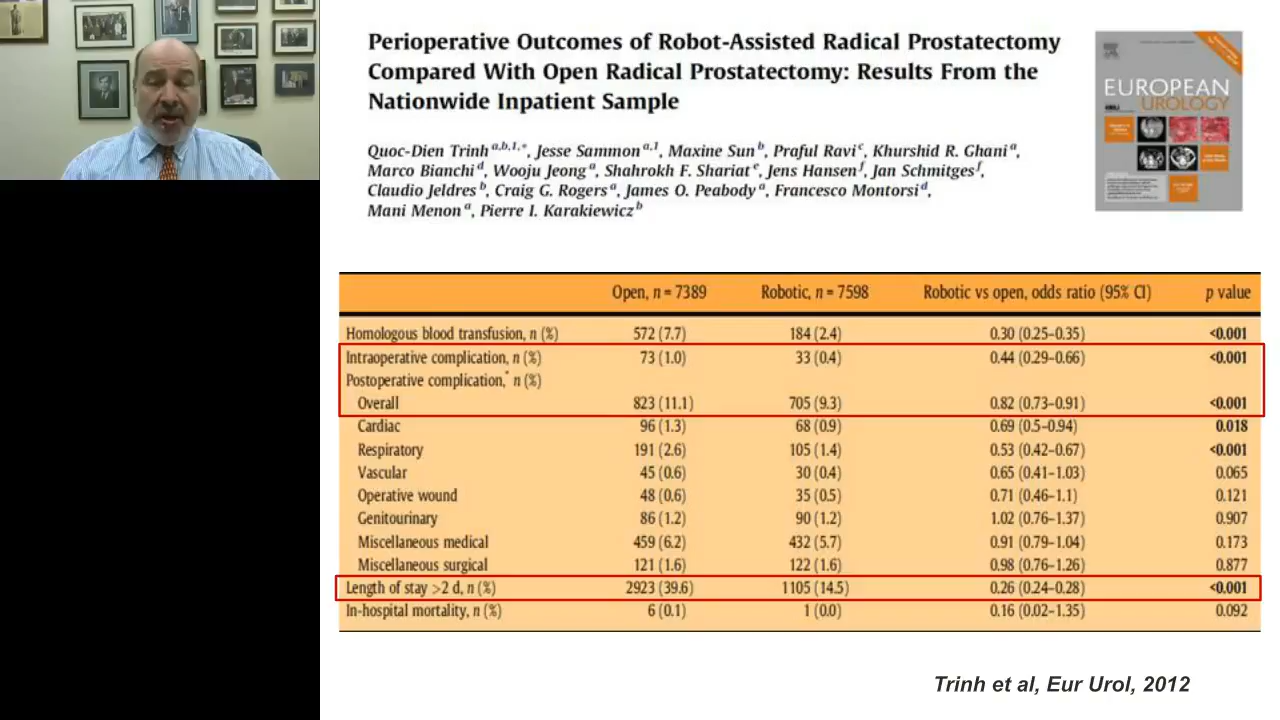 Perioperative Outcomes of Robot-Assisted Radical Prostatectomy
Compared With Open Radical Prostatectomy: Results From the
Nationwide Inpatient Sample
Quoc-Dien Trinh a,b,1,*, Jesse Sammon a,1, Maxine Sun b, Praful Ravi c, Khurshid R. Ghani a,
Marco Bianchi d, Wooju Jeong a, Shahrokh F. Shariat e, Jens Hansen f, Jan Schmitges f,
Claudio Jeldres b, Craig G. Rogers a, James O. Peabody a, Francesco Montorsi d,
Mani Menon a, Pierre I. Karakiewicz b
EUROPEAN
UROLOGY
Open, n = 7389 Robotic, n = 7598 Robotic vs open, odds ratio (95% CI) p value
Homologous blood transfusion, n (%) 572 (7.7) 184 (2.4) 0.30 (0.25–0.35) <0.001
Intraoperative complication, n (%) 73 (1.0) 33 (0.4) 0.44 (0.29–0.66) <0.001
Postoperative complication,* n (%)
Overall 823 (11.1) 705 (9.3) 0.82 (0.73–0.91) <0.001
Cardiac 96 (1.3) 68 (0.9) 0.69 (0.5–0.94) 0.018
Respiratory 191 (2.6) 105 (1.4) 0.53 (0.42–0.67) <0.001
Vascular 45 (0.6) 30 (0.4) 0.65 (0.41–1.03) 0.065
Operative wound 48 (0.6) 35 (0.5) 0.71 (0.46–1.1) 0.121
Genitourinary 86 (1.2) 90 (1.2) 1.02 (0.76–1.37) 0.907
Miscellaneous medical 459 (6.2) 432 (5.7) 0.91 (0.79–1.04) 0.173
Miscellaneous surgical 121 (1.6) 122 (1.6) 0.98 (0.76–1.26) 0.877
Length of stay >2 d, n (%) 2923 (39.6) 1105 (14.5) 0.26 (0.24–0.28) <0.001
In-hospital mortality, n (%) 6 (0.1) 1 (0.0) 0.16 (0.02–1.35) 0.092
Trinh et al, Eur Urol, 2012